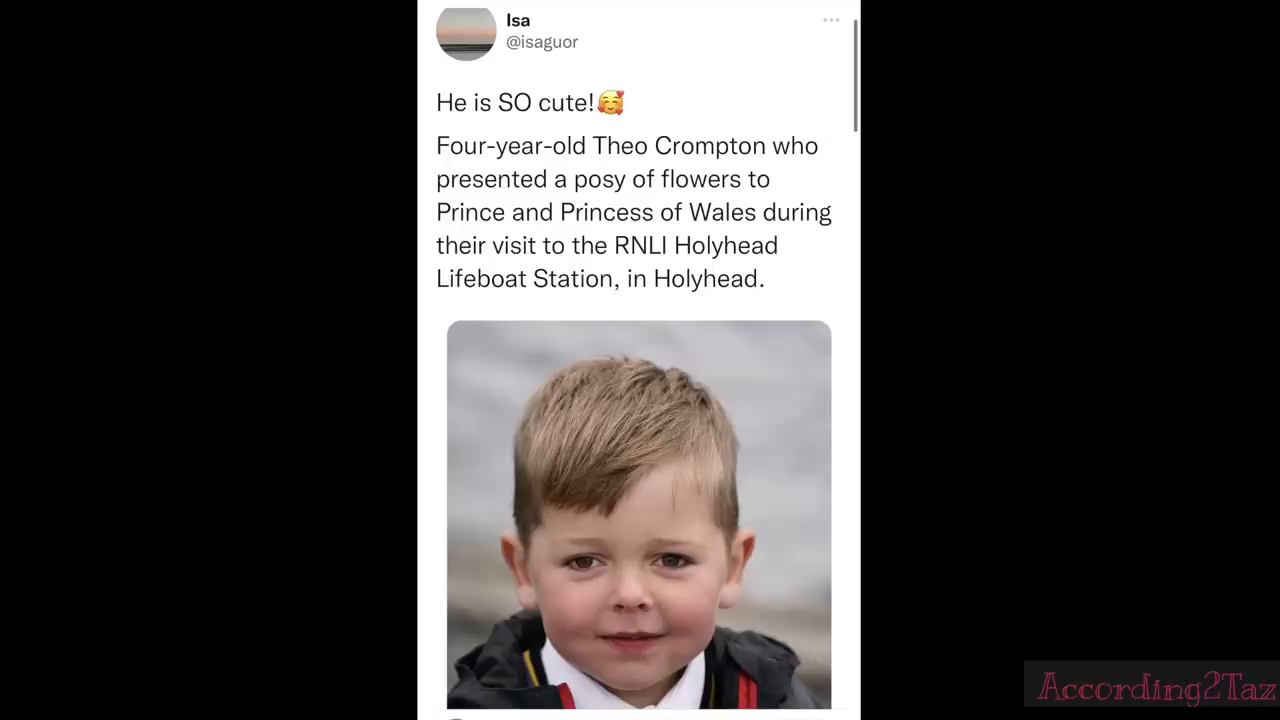 Isa
@isaguor
He is SO cute!🥰
Four-year-old Theo Crompton who
presented a posy of flowers to
Prince and Princess of Wales during
their visit to the RNLI Holyhead
Lifeboat Station, in Holyhead.
According2Taz